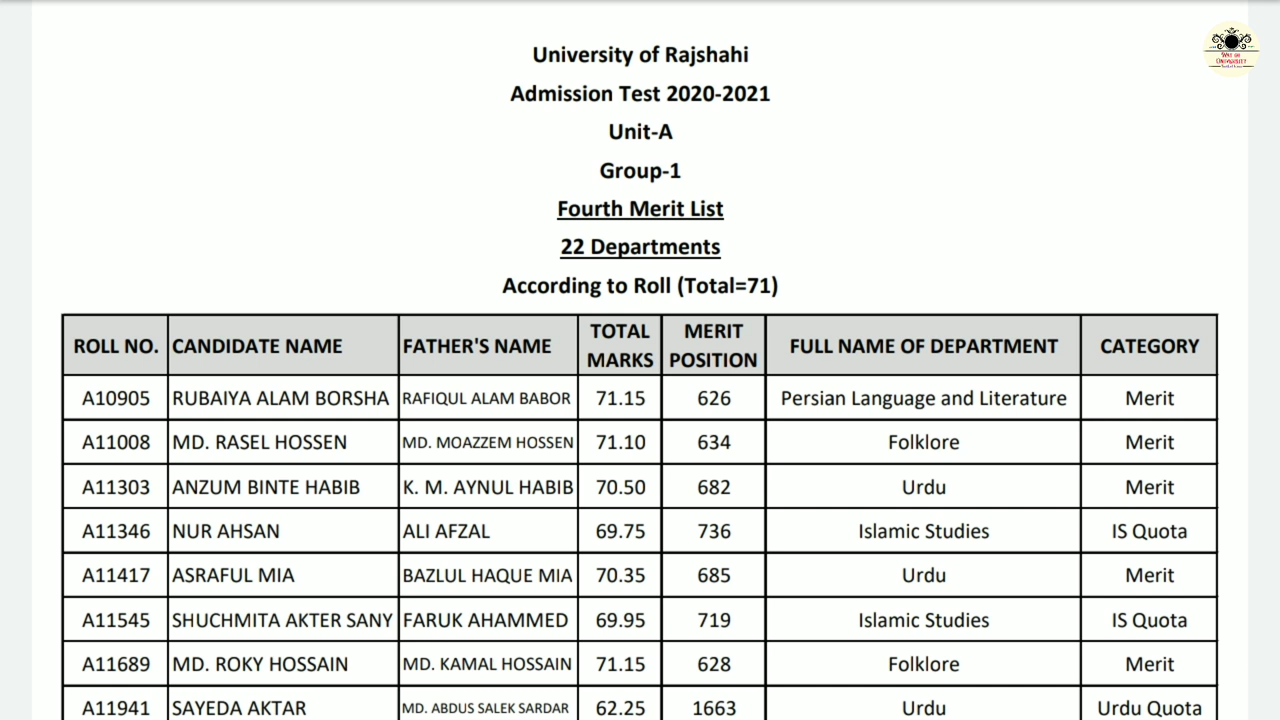 University of Rajshahi
Admission Test 2020-2021
Unit-A
Group-1
Fourth Merit List
22 Departments
According to Roll (Total=71)
ROLL NO. CANDIDATE NAME FATHER'S NAME TOTAL MARKS MERIT POSITION FULL NAME OF DEPARTMENT CATEGORY
A10905 RUBAIYA ALAM BORSHA RAFIQUL ALAM BABOR 71.15 626 Persian Language and Literature Merit
A11008 MD. RASEL HOSSEN MD. MOAZZEM HOSSEN 71.10 634 Folklore Merit
A11303 ANZUM BINTE HABIB K. M. AYNUL HABIB 70.50 682 Urdu Merit
A11346 NUR AHSAN ALI AFZAL 69.75 736 Islamic Studies IS Quota
A11417 ASRAFUL MIA BAZLUL HAQUE MIA 70.35 685 Urdu Merit
A11545 SHUCHMITA AKTER SANY FARUK AHAMMED 69.95 719 Islamic Studies IS Quota
A11689 MD. ROKY HOSSAIN MD. KAMAL HOSSAIN 71.15 628 Folklore Merit
A11941 SAYEDA AKTAR MD. ABDUS SALEK SARDAR 62.25 1663 Urdu Urdu Quota
UNIVERSITY